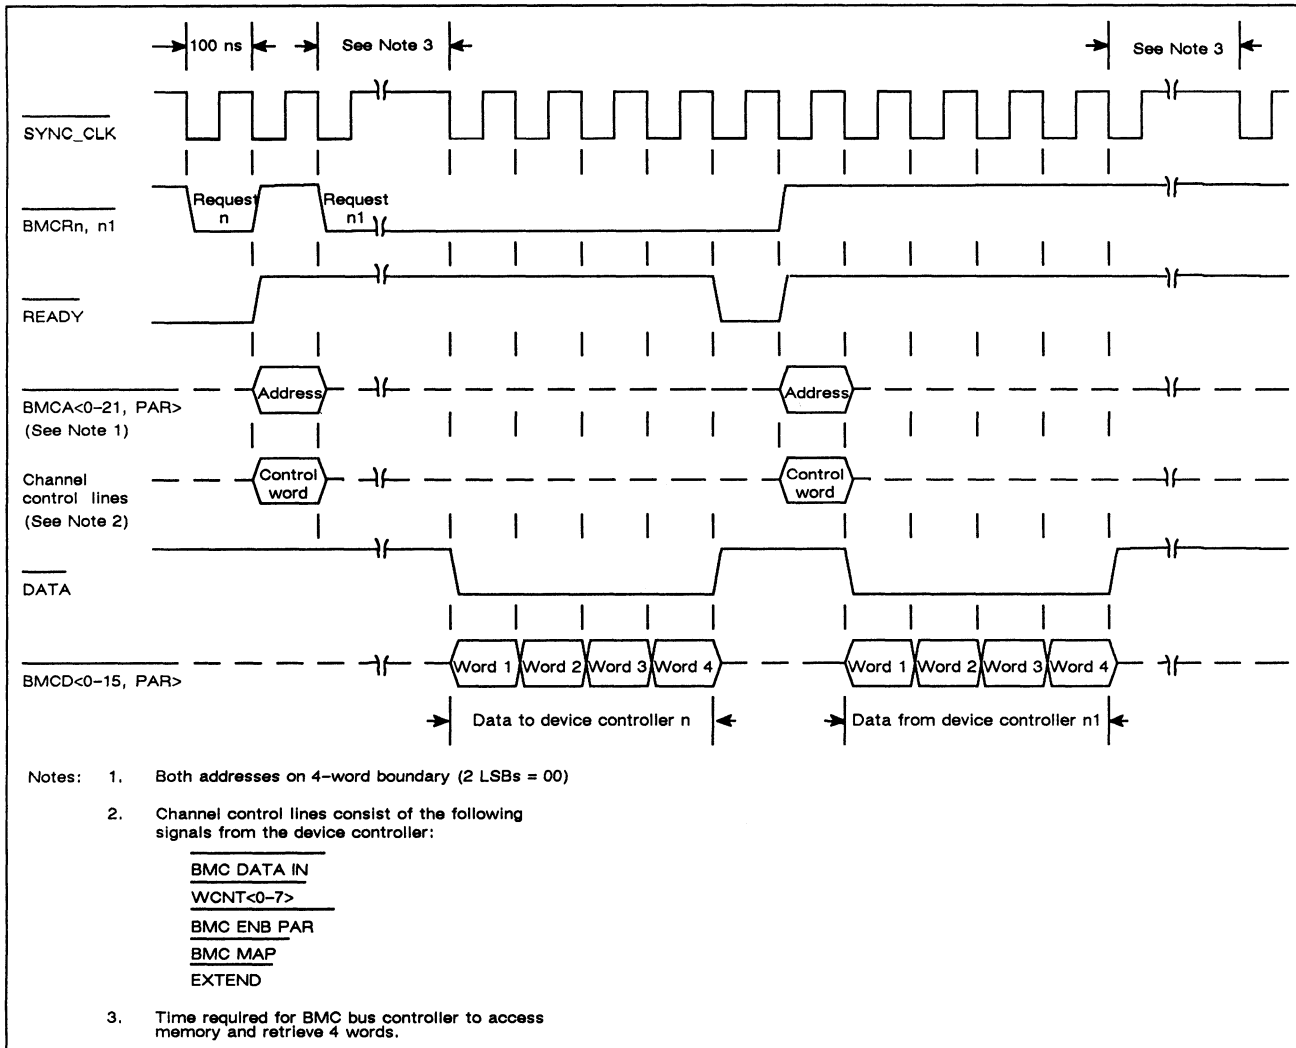 100 ns
See Note 3
See Note 3
SYNC_CLK
Request
n
Request
n1
BMCRn, n1
READY
Address
Address
BMCA<0-21, PAR>
(See Note 1)
Control
word
Control
word
Channel
control lines
(See Note 2)
DATA
Word 1 Word 2 Word 3 Word 4
Word 1 Word 2 Word 3 Word 4
BMCD<0-15, PAR>
Data to device controller n
Data from device controller n1
Notes: 1. Both addresses on 4-word boundary (2 LSBs = 00)
2. Channel control lines consist of the following
signals from the device controller:
BMC DATA IN
WCNT<0-7>
BMC ENB PAR
BMC MAP
EXTEND
3. Time required for BMC bus controller to access
memory and retrieve 4 words.